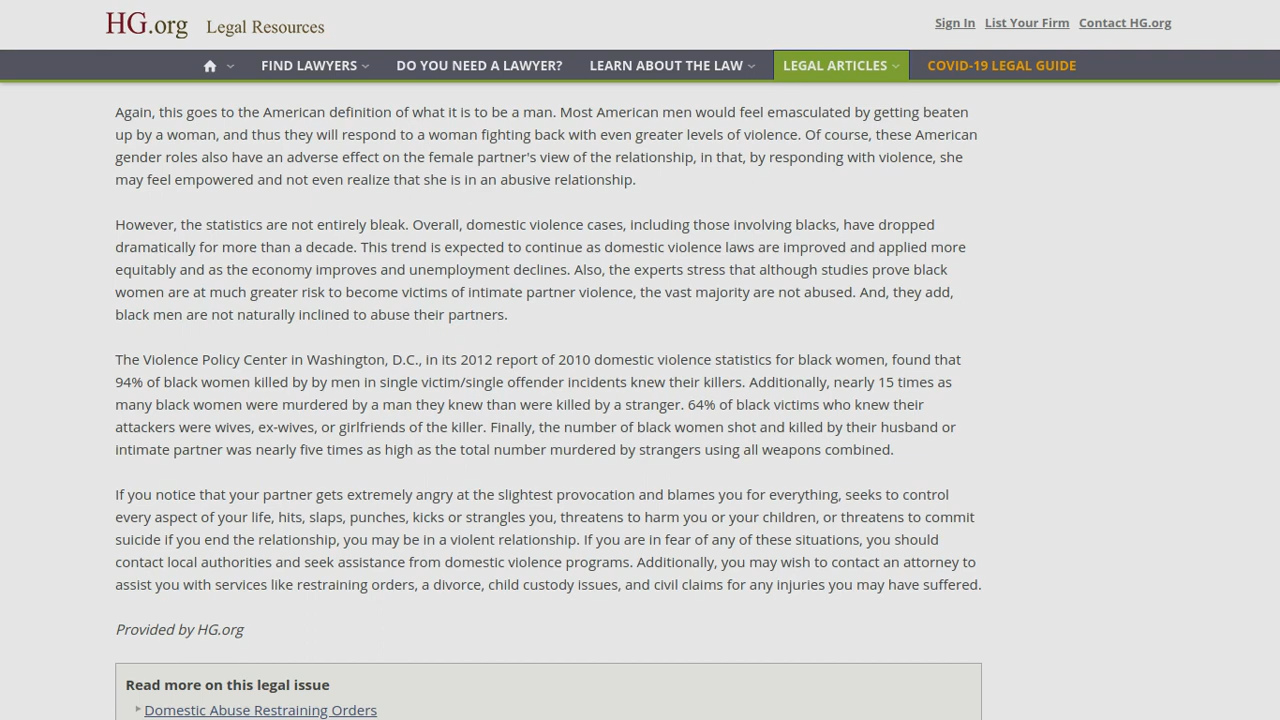 HG.org Legal Resources
Sign In List Your Firm Contact HG.org
FIND LAWYERS DO YOU NEED A LAWYER? LEARN ABOUT THE LAW LEGAL ARTICLES COVID-19 LEGAL GUIDE
Again, this goes to the American definition of what it is to be a man. Most American men would feel emasculated by getting beaten
up by a woman, and thus they will respond to a woman fighting back with even greater levels of violence. Of course, these American
gender roles also have an adverse effect on the female partner's view of the relationship, in that, by responding with violence, she
may feel empowered and not even realize that she is in an abusive relationship.
However, the statistics are not entirely bleak. Overall, domestic violence cases, including those involving blacks, have dropped
dramatically for more than a decade. This trend is expected to continue as domestic violence laws are improved and applied more
equitably and as the economy improves and unemployment declines. Also, the experts stress that although studies prove black
women are at much greater risk to become victims of intimate partner violence, the vast majority are not abused. And, they add,
black men are not naturally inclined to abuse their partners.
The Violence Policy Center in Washington, D.C., in its 2012 report of 2010 domestic violence statistics for black women, found that
94% of black women killed by by men in single victim/single offender incidents knew their killers. Additionally, nearly 15 times as
many black women were murdered by a man they knew than were killed by a stranger. 64% of black victims who knew their
attackers were wives, ex-wives, or girlfriends of the killer. Finally, the number of black women shot and killed by their husband or
intimate partner was nearly five times as high as the total number murdered by strangers using all weapons combined.
If you notice that your partner gets extremely angry at the slightest provocation and blames you for everything, seeks to control
every aspect of your life, hits, slaps, punches, kicks or strangles you, threatens to harm you or your children, or threatens to commit
suicide if you end the relationship, you may be in a violent relationship. If you are in fear of any of these situations, you should
contact local authorities and seek assistance from domestic violence programs. Additionally, you may wish to contact an attorney to
assist you with services like restraining orders, a divorce, child custody issues, and civil claims for any injuries you may have suffered.
Provided by HG.org
Read more on this legal issue
Domestic Abuse Restraining Orders